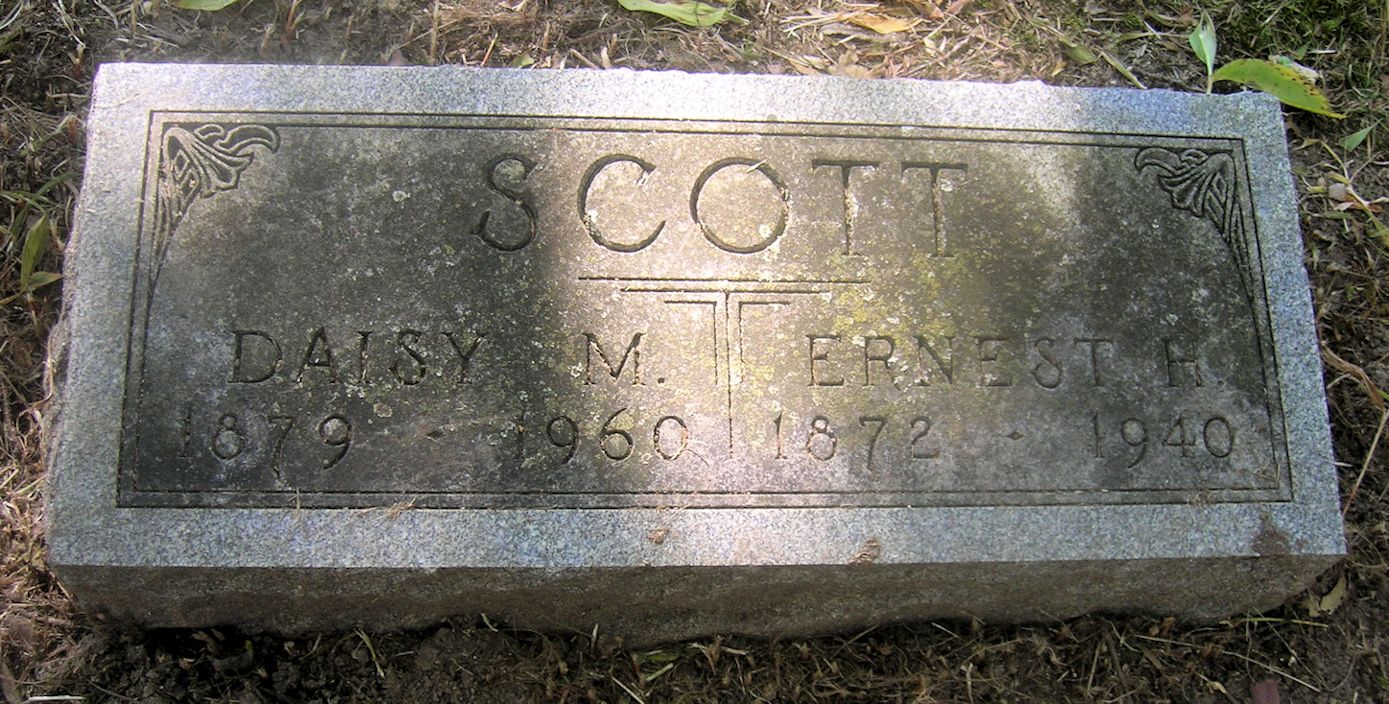 SCOTT
DAISY M. ERNEST H.
1879 - 1960 1872 - 1940